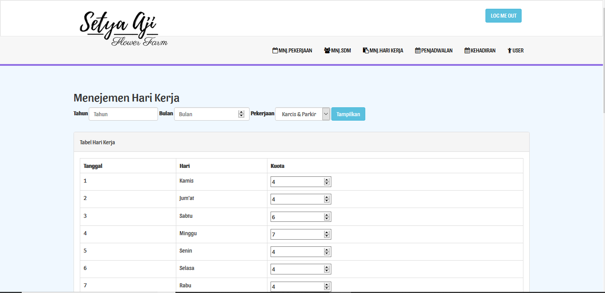 Setya Aji
Flower Farm
LOG ME OUT
MNJ.PEKERJAAN MNJ.SDM MNJ.HARI KERJA PENJADWALAN KEHADIRAN USER
Menejemen Hari Kerja
Tahun Tahun Bulan Bulan Pekerjaan Karcis & Parkir Tampilkan
Tabel Hari Kerja
Tanggal Hari Kuota
1 Kamis 4
2 Jum'at 4
3 Sabtu 6
4 Minggu 7
5 Senin 4
6 Selasa 4
7 Rabu 4